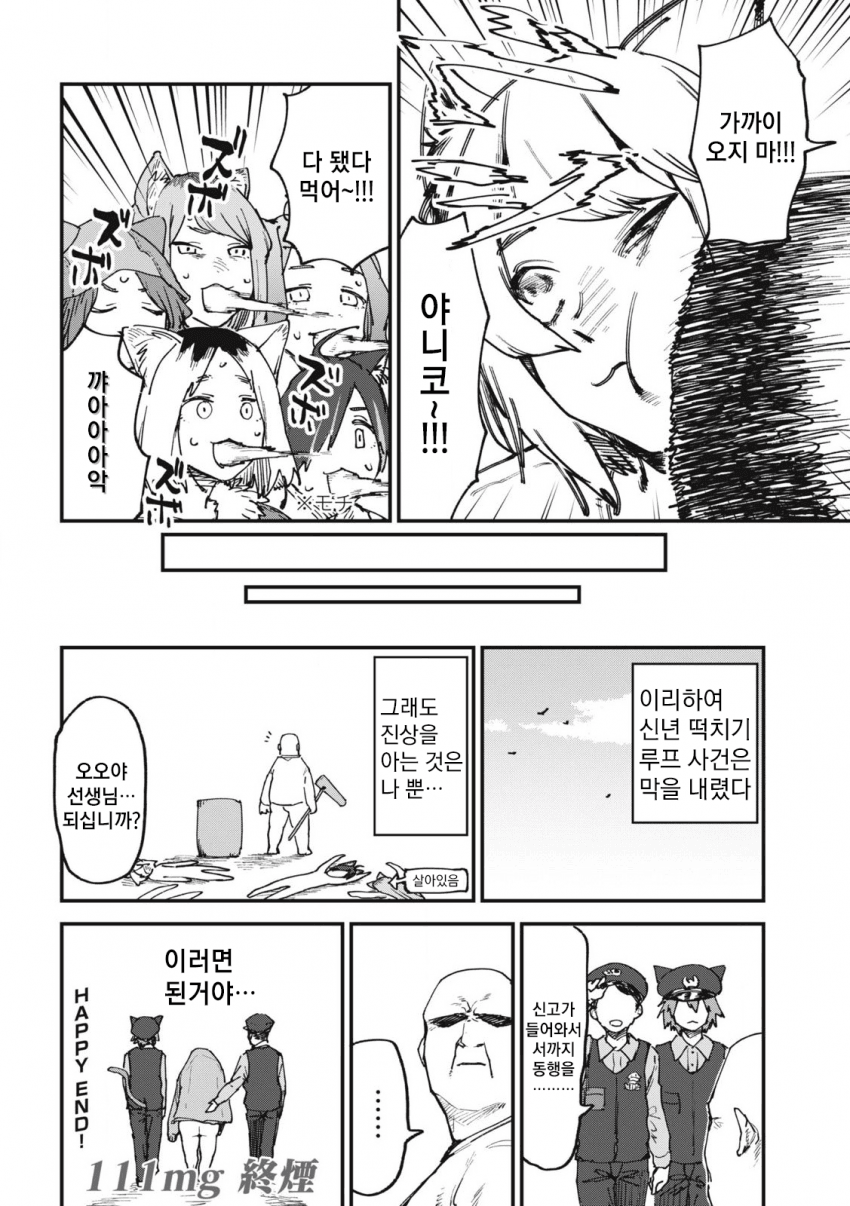 가까이
오지 마!!!
야니코~!!!
다 됐다
먹어~!!!
ズボ
ズボッ
ズボッ
ズボッ
꺄아아아아악
※モチ
이리하여
신년 떡치기
루프 사건은
막을 내렸다
그래도
진상을
아는 것은
나 뿐…
오오야
선생님…
되십니까?
살아있음
신고가
들어와서
서까지
동행을
………
……
이러면
된거야…
HAPPY END!
111mg 終煙